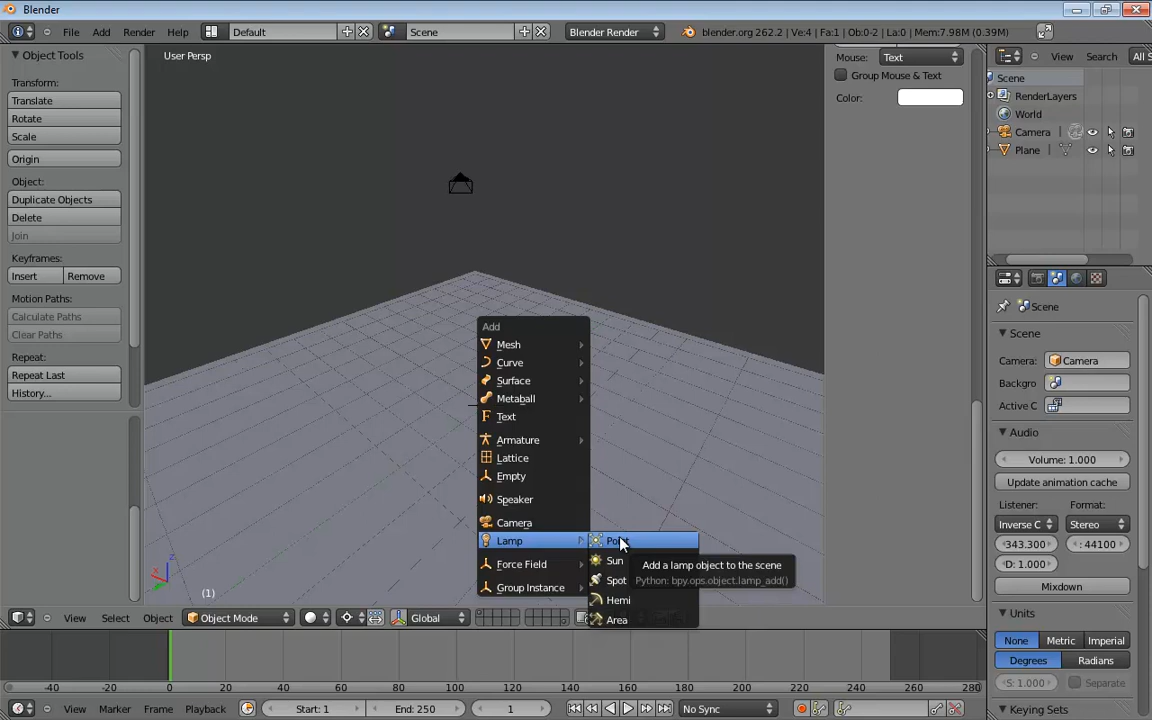 Blender
File Add Render Help Default Scene Blender Render blender.org 262.2 | Ve:4 | Fa:1 | Ob:0-2 | La:0 | Mem:7.98M (0.39M)
Object Tools
Transform:
Translate
Rotate
Scale
Origin
Object:
Duplicate Objects
Delete
Join
Keyframes:
Insert Remove
Motion Paths:
Calculate Paths
Clear Paths
Repeat:
Repeat Last
History...
User Persp
(1)
Add
Mesh
Curve
Surface
Metaball
Text
Armature
Lattice
Empty
Speaker
Camera
Lamp
Force Field
Group Instance
Sun
Spot
Hemi
Area
Add a lamp object to the scene
Python: bpy.ops.object.lamp_add()
Mouse: Text
Group Mouse & Text
Color:
View Search All S
Scene
RenderLayers
World
Camera
Plane
Scene
Scene
Camera: Camera
Backgro
Active C
Audio
Volume: 1.000
Update animation cache
Listener: Format:
Inverse C Stereo
343.300 : 44100
D: 1.000
Mixdown
Units
None Metric Imperial
Degrees Radians
S: 1.000 Separate
Keying Sets
View Select Object Object Mode Global
-40 -20 0 20 40 60 80 100 120 140 160 180 200 220 240 260 280
View Marker Frame Playback Start: 1 End: 250 1 No Sync